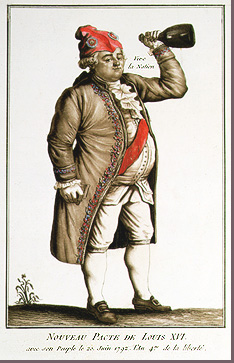 Vive
la Nation
NOUVEAU PACTE DE LOUIS XVI.
avec son Peuple le 20. Juin 1792. l'An 4.me de la liberté.